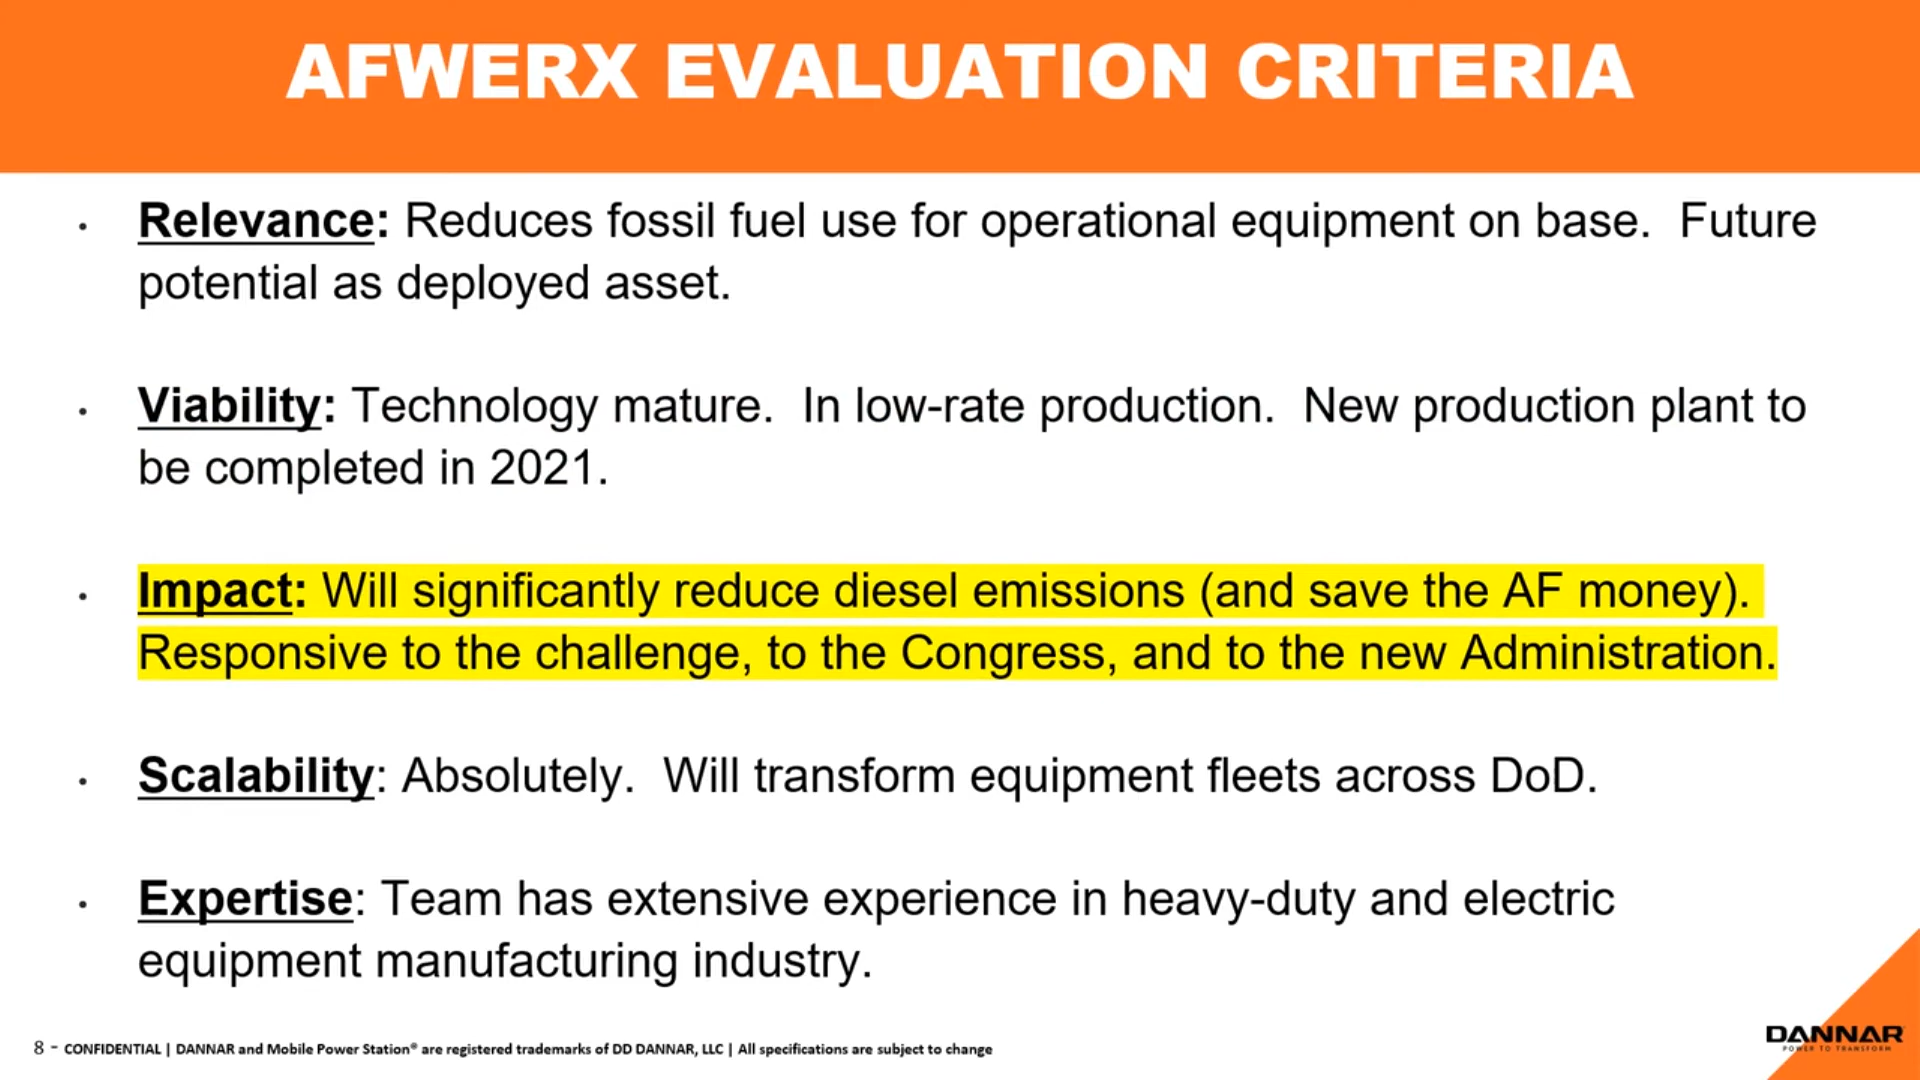 AFWERX EVALUATION CRITERIA
• Relevance: Reduces fossil fuel use for operational equipment on base.  Future
potential as deployed asset.
• Viability: Technology mature.  In low-rate production.  New production plant to
be completed in 2021.
• Impact: Will significantly reduce diesel emissions (and save the AF money).
Responsive to the challenge, to the Congress, and to the new Administration.
• Scalability: Absolutely.  Will transform equipment fleets across DoD.
• Expertise: Team has extensive experience in heavy-duty and electric
equipment manufacturing industry.
8 - CONFIDENTIAL | DANNAR and Mobile Power Station® are registered trademarks of DD DANNAR, LLC | All specifications are subject to change
DANNAR
POWER TO TRANSFORM